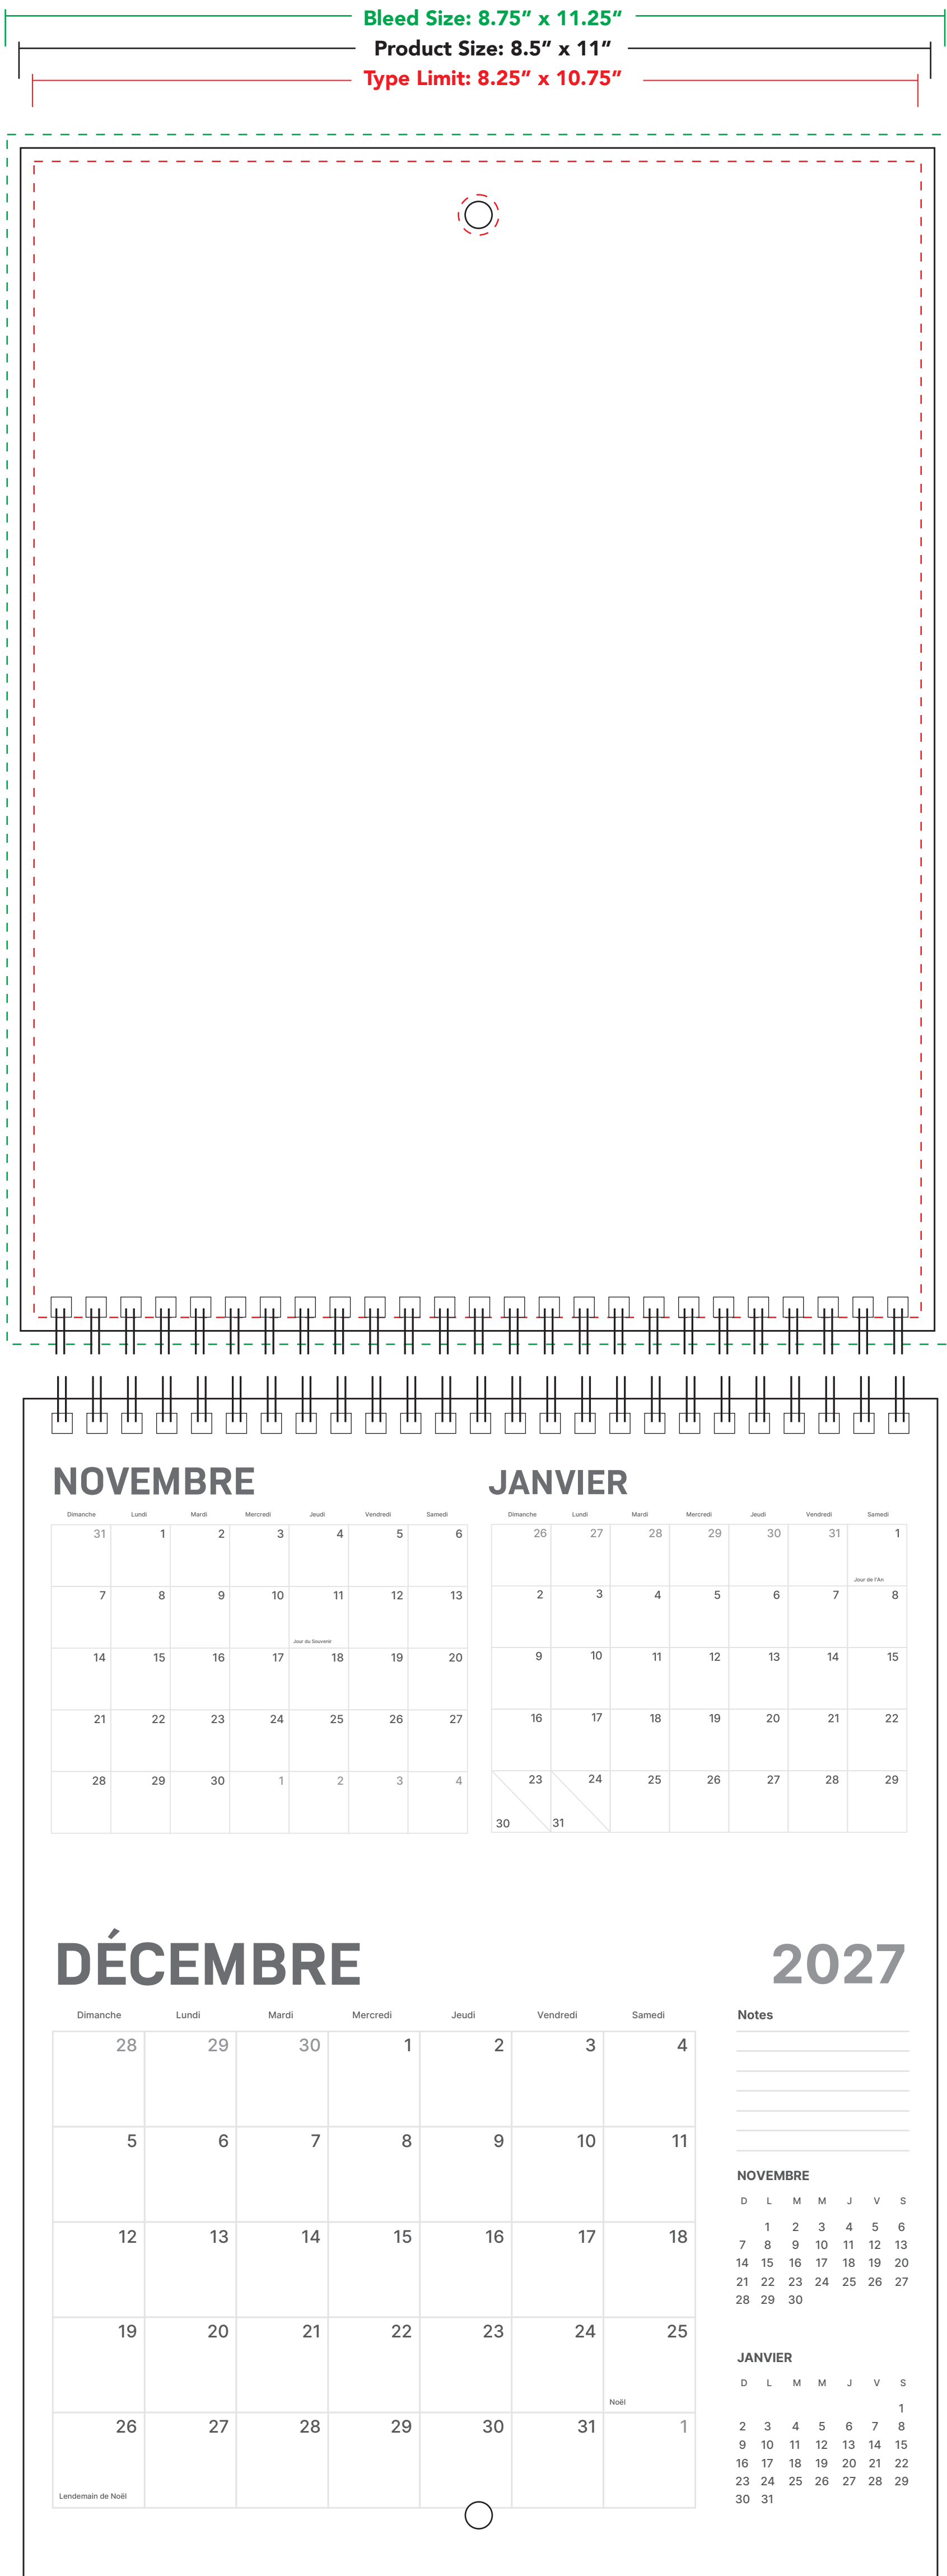 Bleed Size: 8.75” x 11.25”
Product Size: 8.5” x 11”
Type Limit: 8.25” x 10.75”
NOVEMBRE
Dimanche Lundi Mardi Mercredi Jeudi Vendredi Samedi
31 1 2 3 4 5 6
7 8 9 10 11 12 13
Jour du Souvenir
14 15 16 17 18 19 20
21 22 23 24 25 26 27
28 29 30 1 2 3 4
JANVIER
Dimanche Lundi Mardi Mercredi Jeudi Vendredi Samedi
26 27 28 29 30 31 1
Jour de l'An
2 3 4 5 6 7 8
9 10 11 12 13 14 15
16 17 18 19 20 21 22
23 24 25 26 27 28 29
30 31
DÉCEMBRE
2027
Dimanche Lundi Mardi Mercredi Jeudi Vendredi Samedi
28 29 30 1 2 3 4
5 6 7 8 9 10 11
12 13 14 15 16 17 18
19 20 21 22 23 24 25
Noël
26 27 28 29 30 31 1
Lendemain de Noël
Notes
NOVEMBRE
D L M M J V S
1 2 3 4 5 6
7 8 9 10 11 12 13
14 15 16 17 18 19 20
21 22 23 24 25 26 27
28 29 30
JANVIER
D L M M J V S
1
2 3 4 5 6 7 8
9 10 11 12 13 14 15
16 17 18 19 20 21 22
23 24 25 26 27 28 29
30 31